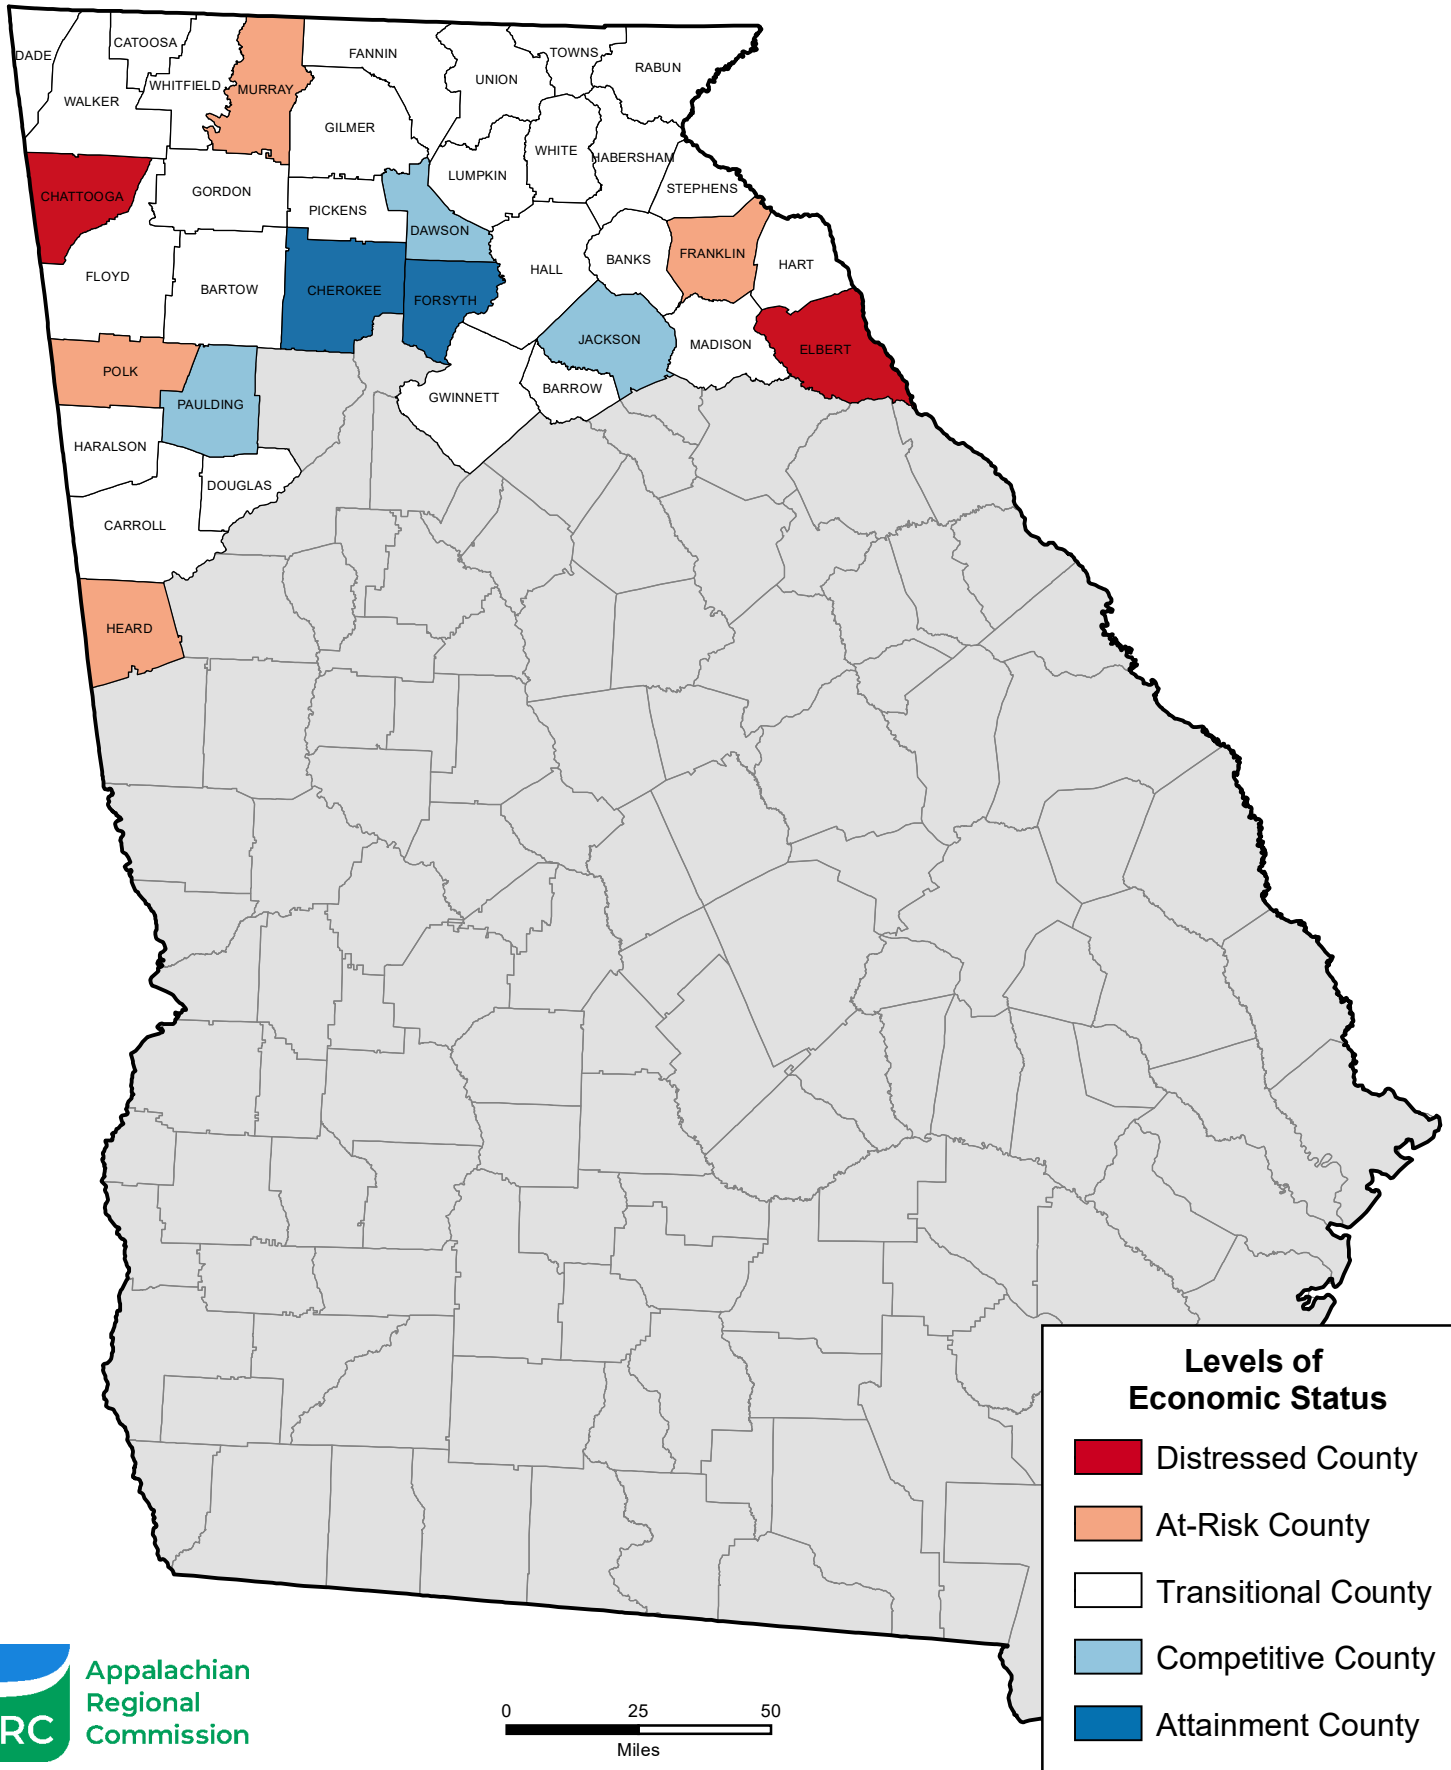 DADE
CATOOSA
WHITFIELD
MURRAY
FANNIN
UNION
TOWNS
RABUN
WALKER
GILMER
WHITE
HABERSHAM
LUMPKIN
STEPHENS
CHATTOOGA
GORDON
PICKENS
DAWSON
FLOYD
BARTOW
CHEROKEE
FORSYTH
HALL
BANKS
FRANKLIN
HART
JACKSON
MADISON
ELBERT
POLK
PAULDING
GWINNETT
BARROW
HARALSON
DOUGLAS
CARROLL
HEARD
Levels of
Economic Status
Distressed County
At-Risk County
Transitional County
Competitive County
Attainment County
RC
Appalachian
Regional
Commission
0 25 50
Miles